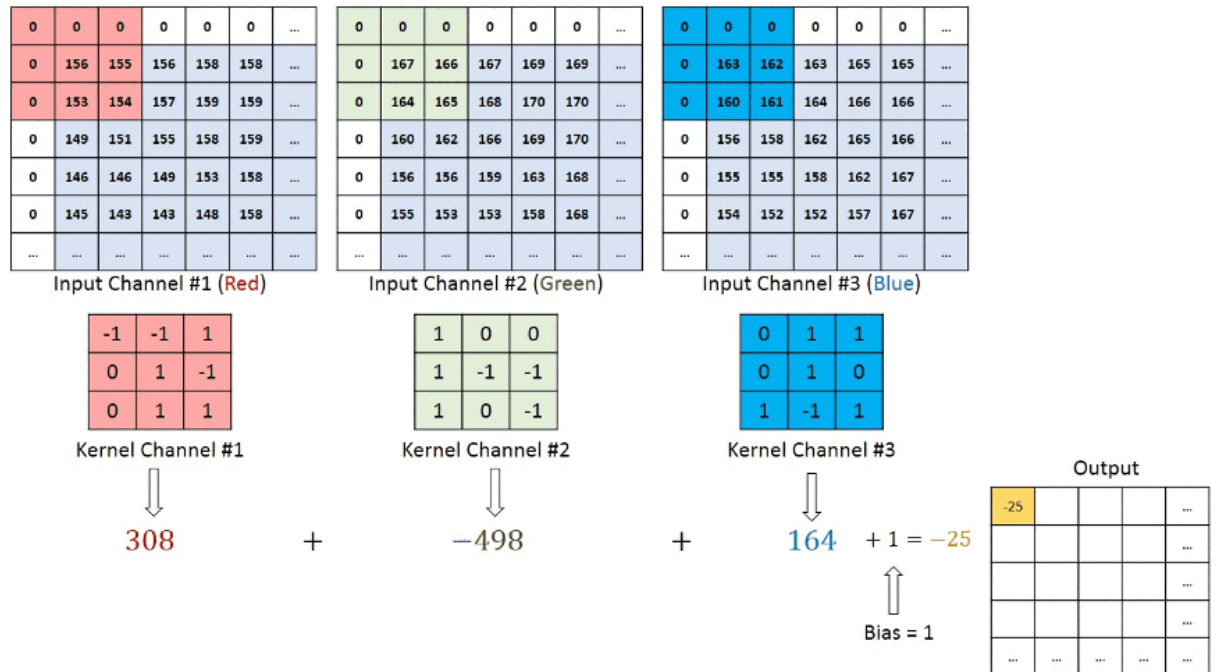 0 0 0 0 0 0 ... 0 0 0 0 0 0 ... 0 0 0 0 0 0 ...
0 156 155 156 158 158 ... 0 167 166 167 169 169 ... 0 163 162 163 165 165 ...
0 153 154 157 159 159 ... 0 164 165 168 170 170 ... 0 160 161 164 166 166 ...
0 149 151 155 158 159 ... 0 160 162 166 169 170 ... 0 156 158 162 165 166 ...
0 146 146 149 153 158 ... 0 156 156 159 163 168 ... 0 155 155 158 162 167 ...
0 145 143 143 148 158 ... 0 155 153 153 158 168 ... 0 154 152 152 157 167 ...
... ... ... ... ... ... ... ... ... ... ... ... ... ... ... ... ... ... ... ... ...
Input Channel #1 (Red) Input Channel #2 (Green) Input Channel #3 (Blue)
-1 -1 1 1 0 0 0 1 1
0 1 -1 1 -1 -1 0 1 0
0 1 1 1 0 -1 1 -1 1
Kernel Channel #1 Kernel Channel #2 Kernel Channel #3
Output
308 + −498 + 164 + 1 = −25
Bias = 1
-25 ...
...
...
...
... ... ... ... ...